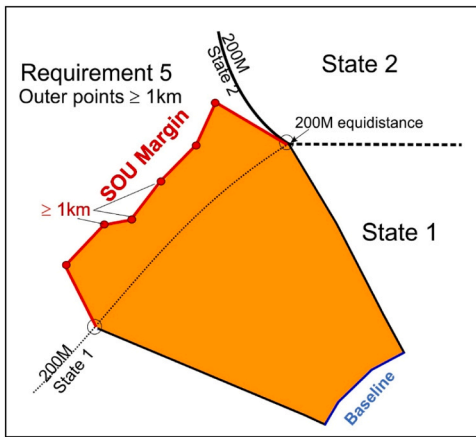 200M
State 2
Requirement 5
Outer points ≥ 1km
State 2
200M equidistance
SOU Margin
≥ 1km
State 1
200M
State 1
Baseline